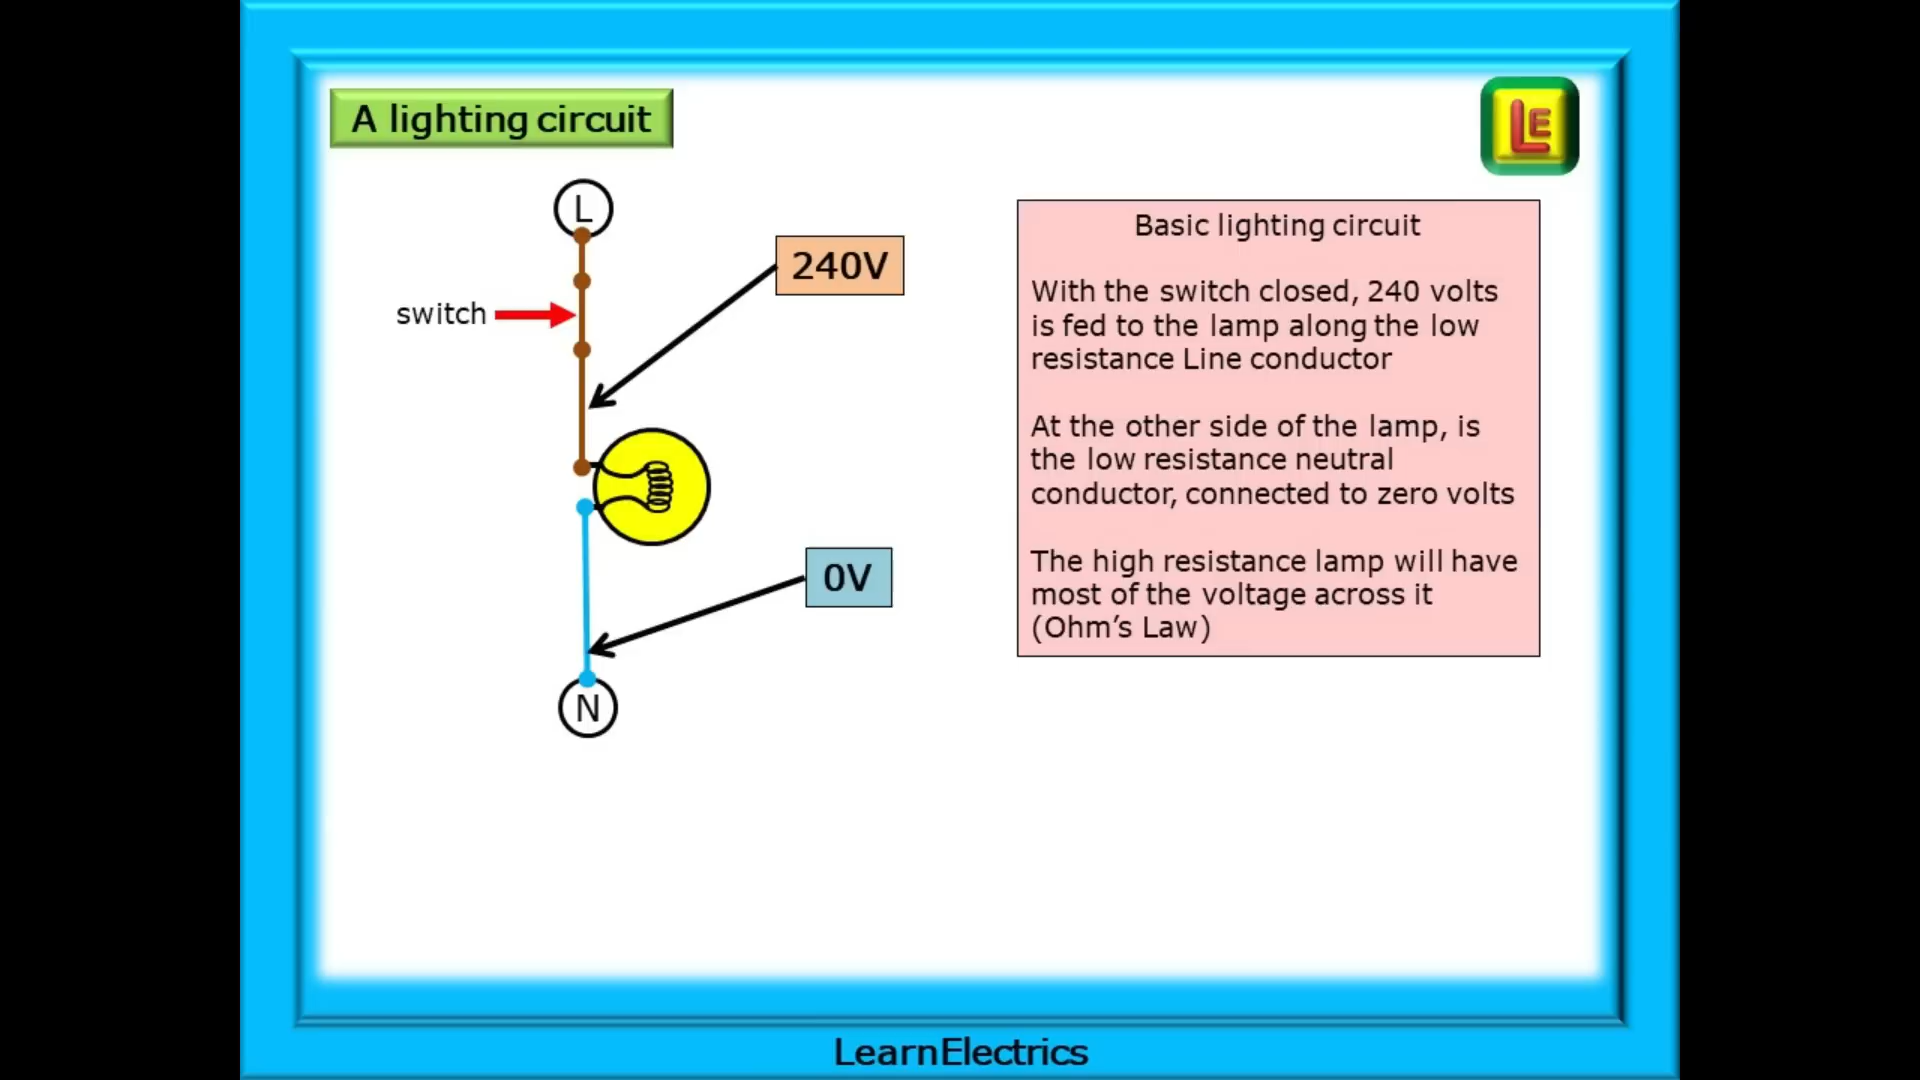 A lighting circuit
LE
L
240V
switch
0V
N
Basic lighting circuit
With the switch closed, 240 volts
is fed to the lamp along the low
resistance Line conductor
At the other side of the lamp, is
the low resistance neutral
conductor, connected to zero volts
The high resistance lamp will have
most of the voltage across it
(Ohm's Law)
LearnElectrics